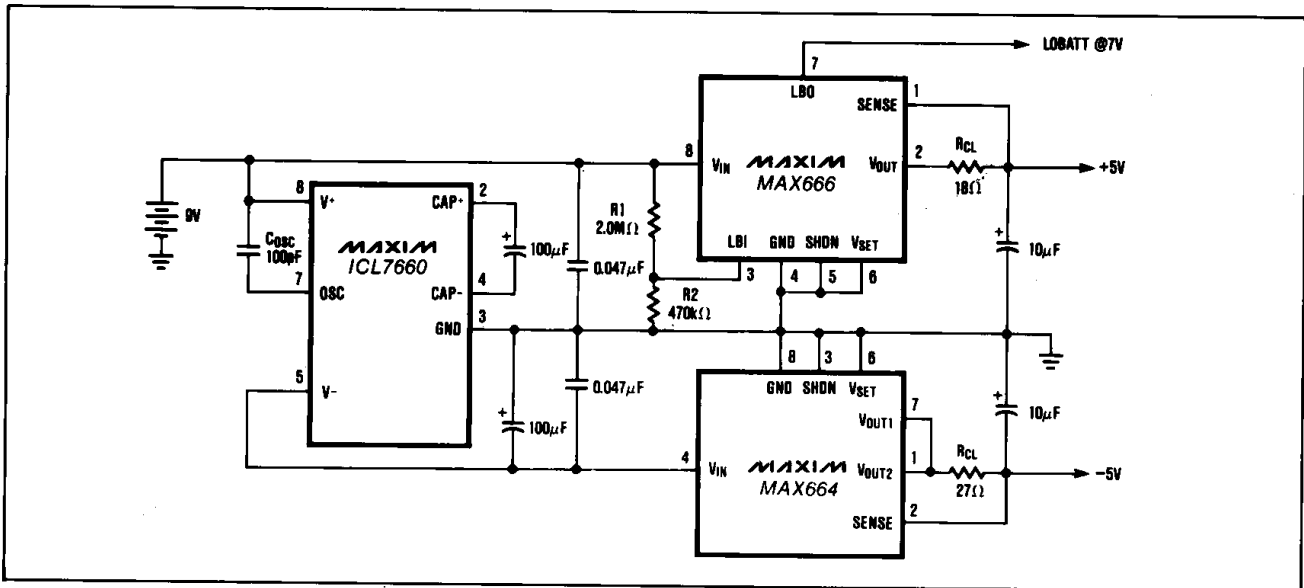 LOBATT @7V
7
LBO
SENSE
1
8
VIN
MAXIM
MAX666
VOUT
2
RCL
18Ω
+5V
9V
8
V+
CAP+
2
COSC
100pF
MAXIM
ICL7660
100μF
7
OSC
CAP-
4
GND
3
5
V-
0.047μF
R1
2.0MΩ
LBI
GND
SHDN
VSET
3
4
5
6
R2
470kΩ
10μF
0.047μF
100μF
8
3
6
GND
SHDN
VSET
VOUT1
7
4
VIN
MAXIM
MAX664
VOUT2
1
RCL
27Ω
SENSE
2
10μF
-5V